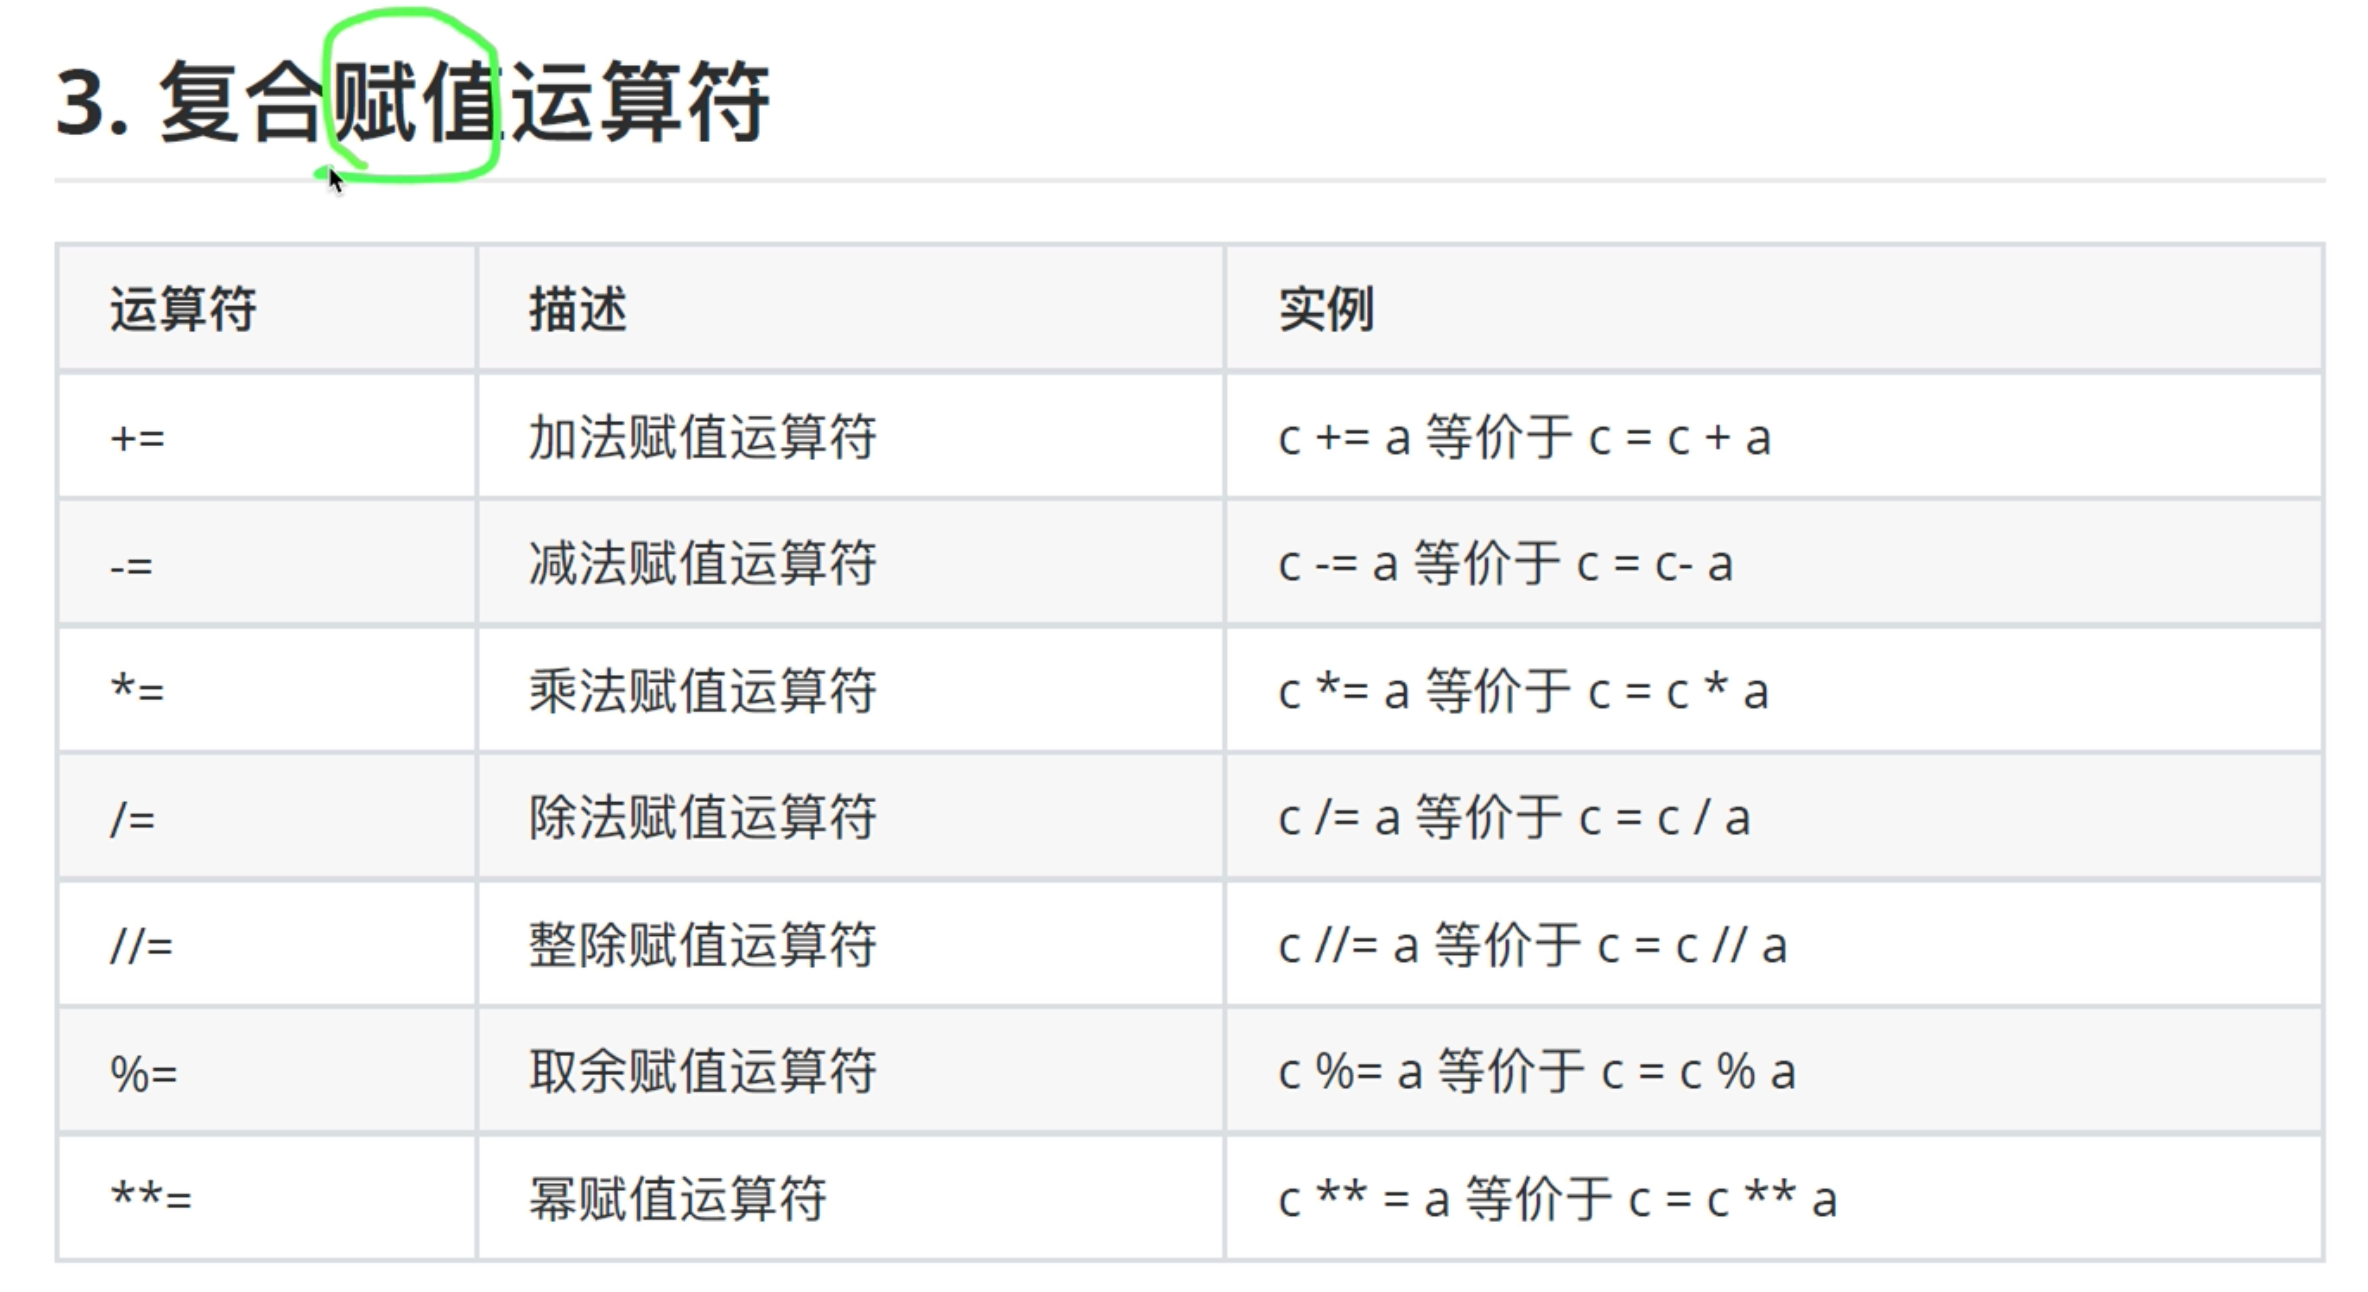 3. 复合赋值运算符
运算符 描述 实例
+= 加法赋值运算符 c += a 等价于 c = c + a
-= 减法赋值运算符 c -= a 等价于 c = c- a
*= 乘法赋值运算符 c *= a 等价于 c = c * a
/= 除法赋值运算符 c /= a 等价于 c = c / a
//= 整除赋值运算符 c //= a 等价于 c = c // a
%= 取余赋值运算符 c %= a 等价于 c = c % a
**= 幂赋值运算符 c ** = a 等价于 c = c ** a